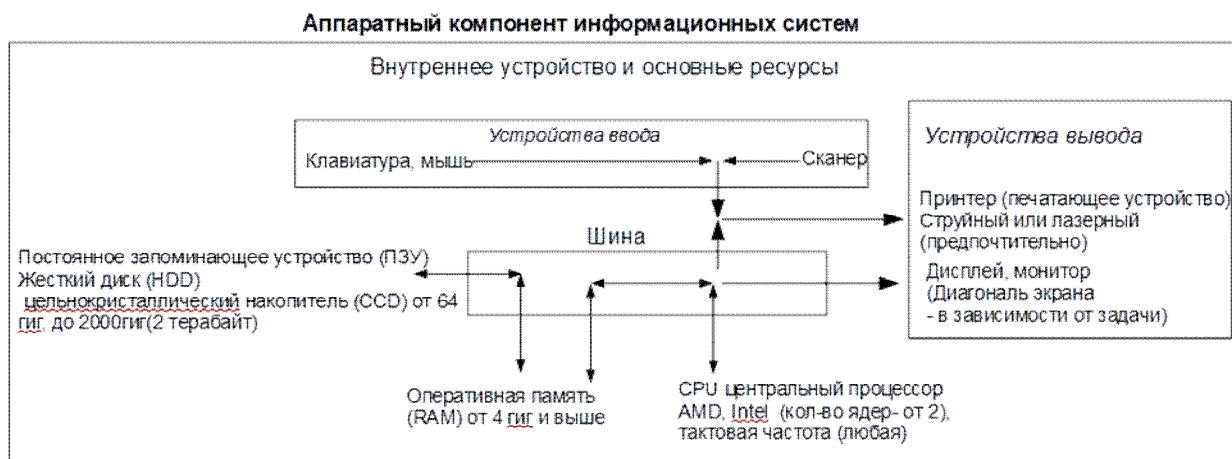 Аппаратный компонент информационных систем
Внутреннее устройство и основные ресурсы
Устройства ввода
Клавиатура, мышь
Сканер
Устройства вывода
Принтер (печатающее устройство)
Струйный или лазерный
(предпочтительно)
Дисплей, монитор
(Диагональ экрана
- в зависимости от задачи)
Шина
Постоянное запоминающее устройство (ПЗУ)
Жесткий диск (HDD)
цельнокристаллический накопитель (CCD) от 64
гиг, до 2000гиг(2 терабайт)
Оперативная память
(RAM) от 4 гиг и выше
CPU центральный процессор
AMD, Intel (кол-во ядер- от 2),
тактовая частота (любая)